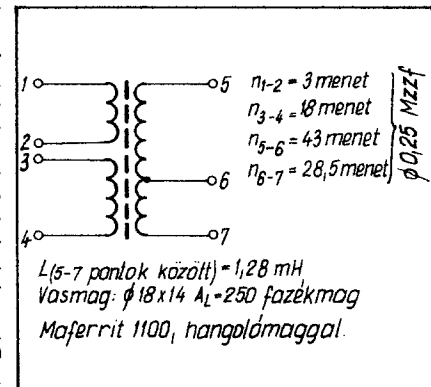 1
2
3
4
5
6
7
n1-2 = 3 menet
n3-4 = 18 menet
n5-6 = 43 menet
n6-7 = 28,5 menet
ϕ 0,25 Mzzf
L(5-7 pontok között) = 1,28 mH
Vasmag: ϕ 18x14 AL = 250 fazékmag
Maferrit 1100, hangolómaggal.